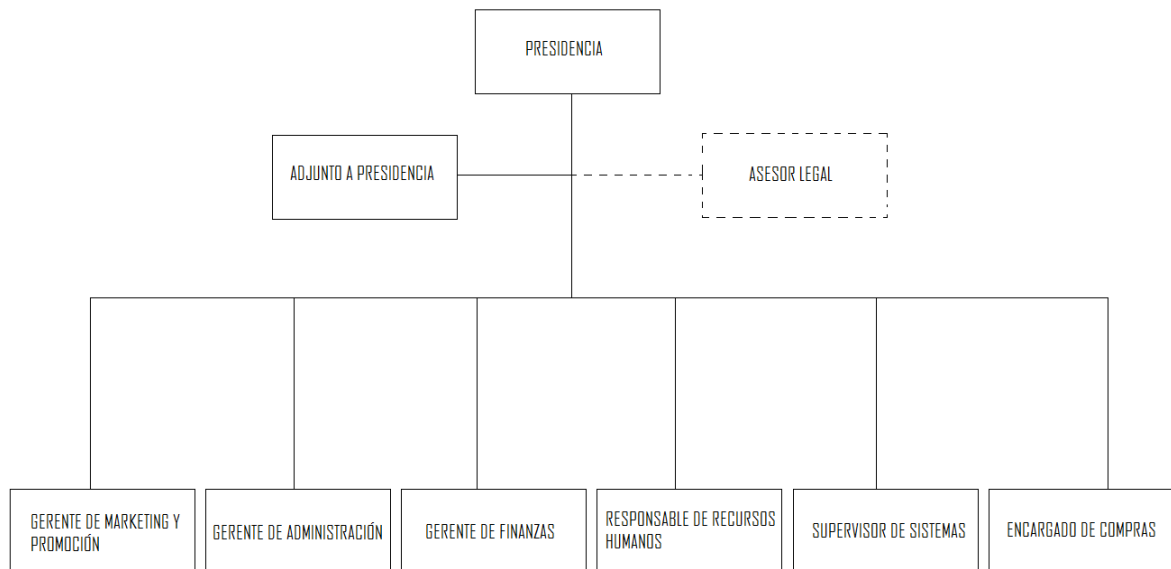 PRESIDENCIA
ADJUNTO A PRESIDENCIA
ASESOR LEGAL
GERENTE DE MARKETING Y
PROMOCIÓN
GERENTE DE ADMINISTRACIÓN
GERENTE DE FINANZAS
RESPONSABLE DE RECURSOS
HUMANOS
SUPERVISOR DE SISTEMAS
ENCARGADO DE COMPRAS